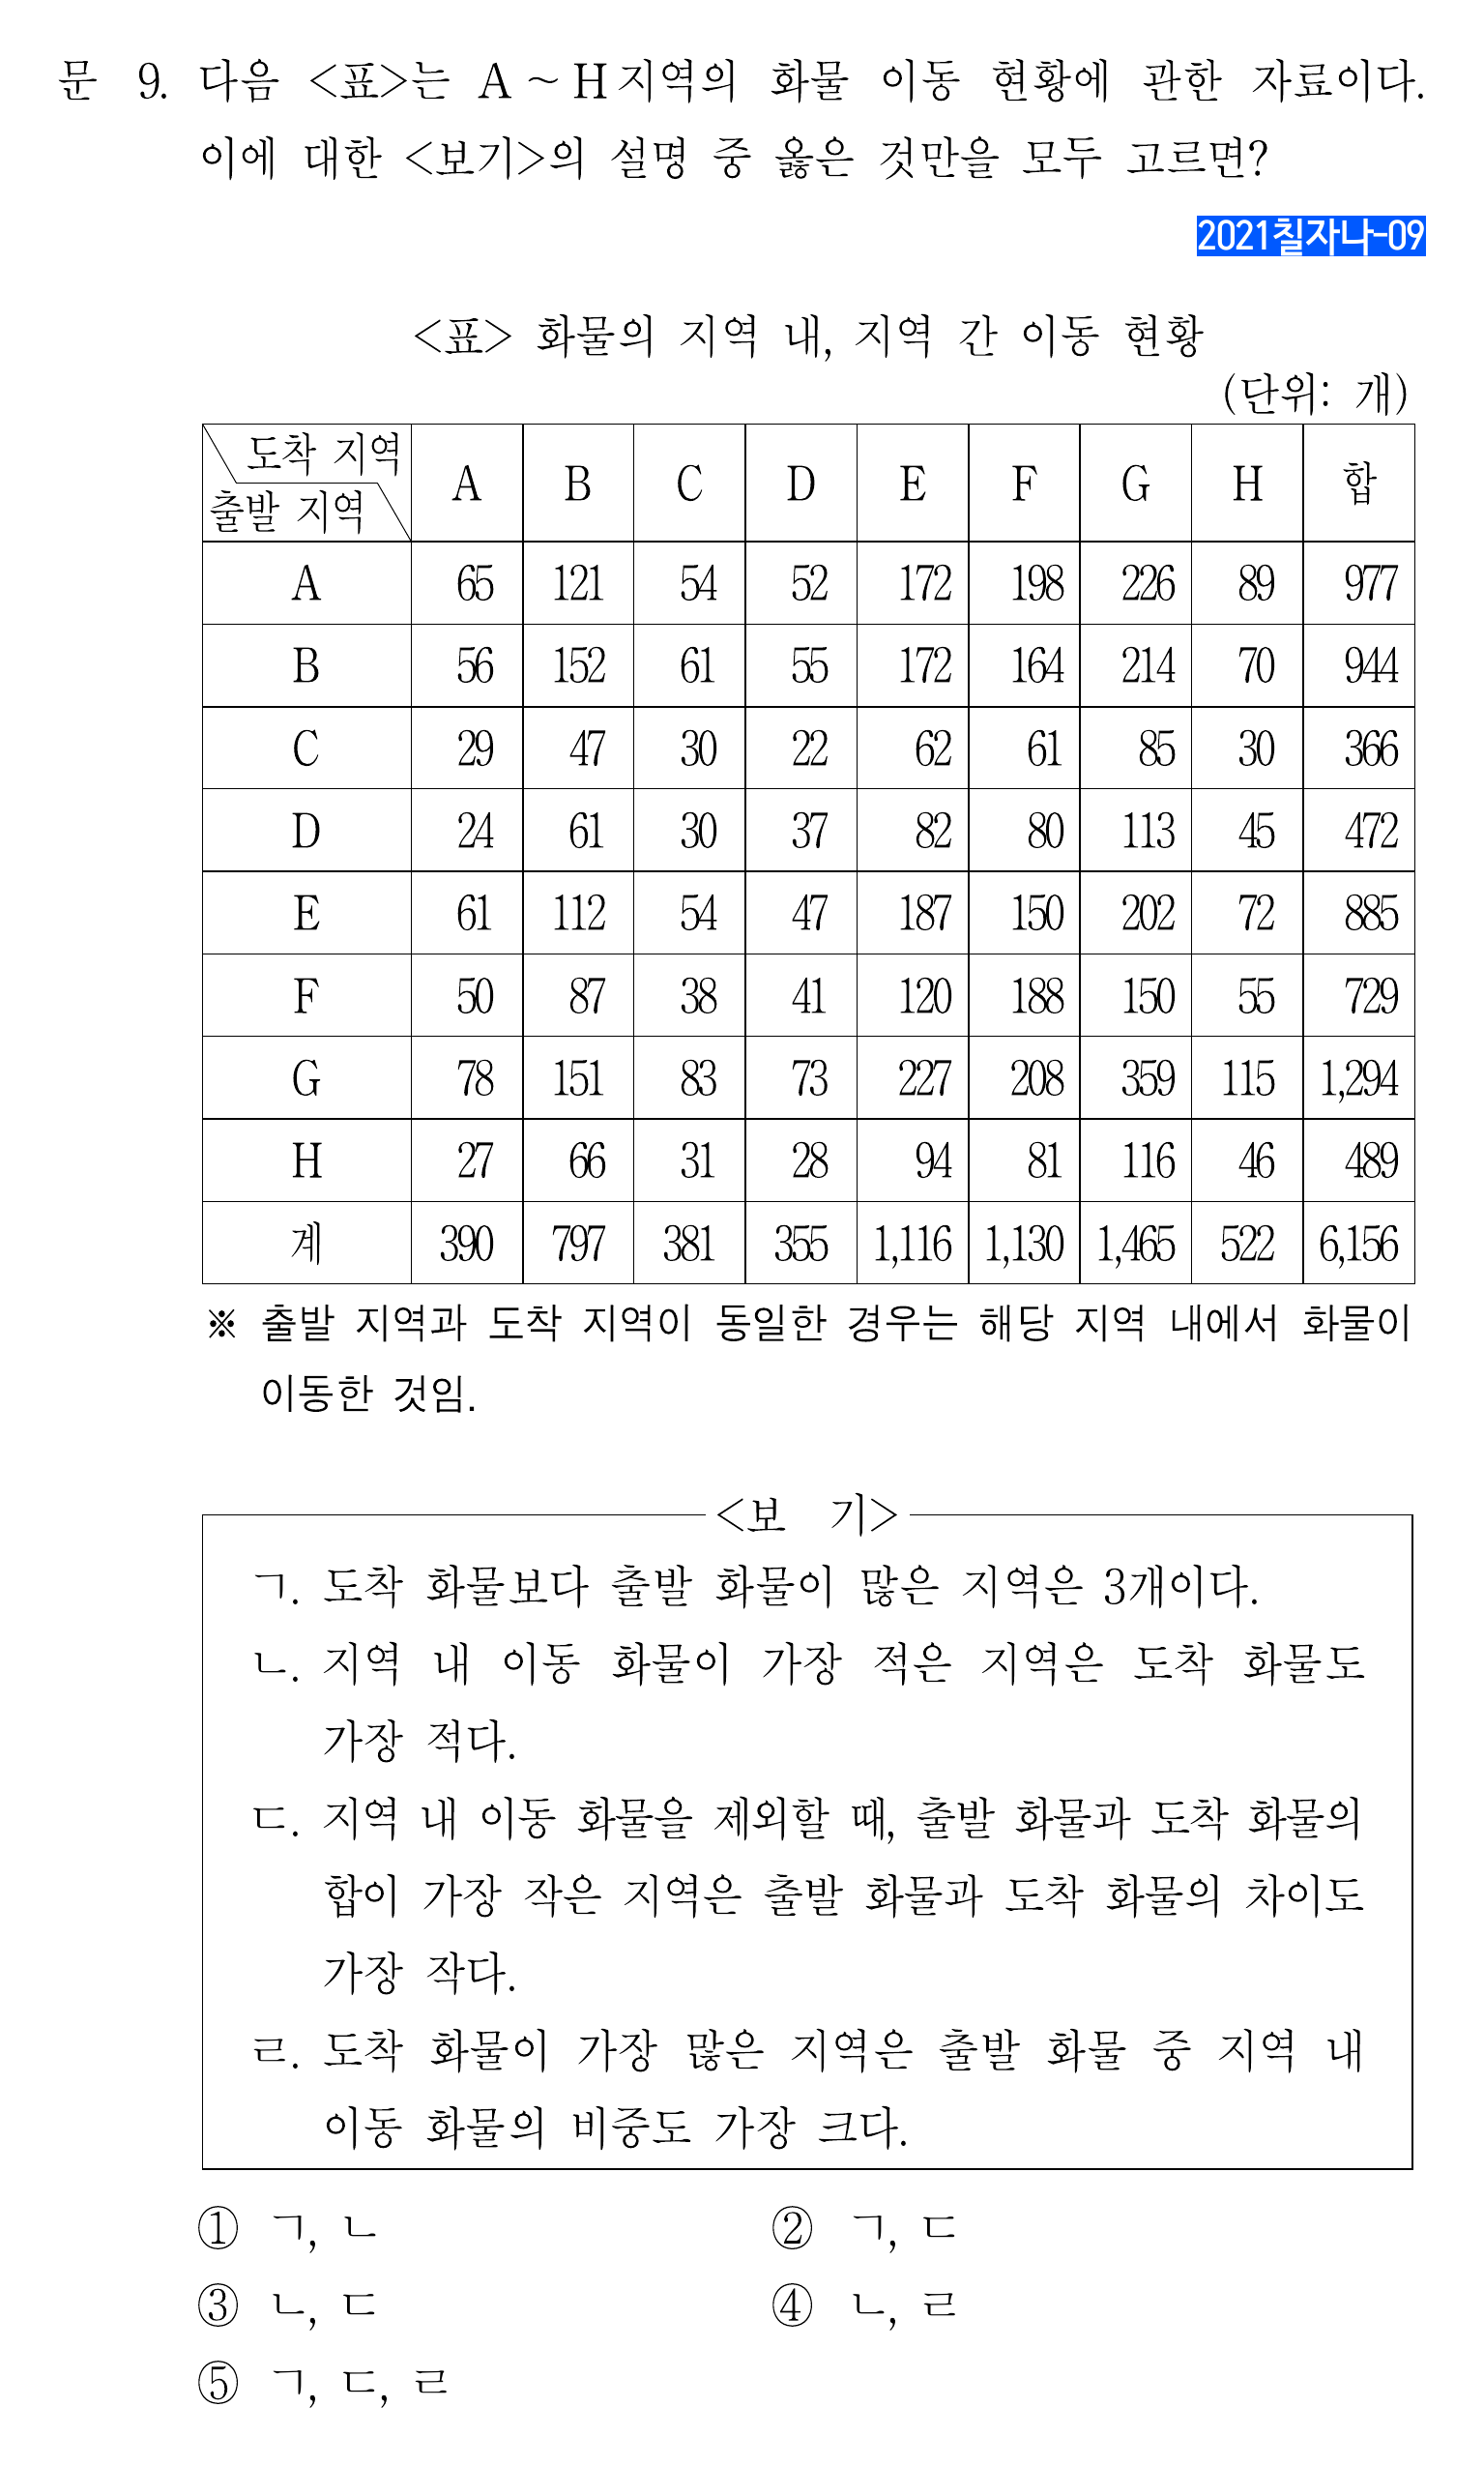 문 9. 다음 <표>는 A ~ H지역의 화물 이동 현황에 관한 자료이다.
이에 대한 <보기>의 설명 중 옳은 것만을 모두 고르면?
2021칠자나-09
<표> 화물의 지역 내, 지역 간 이동 현황
(단위: 개)
도착 지역
출발 지역 A B C D E F G H 합
A 65 121 54 52 172 198 226 89 977
B 56 152 61 55 172 164 214 70 944
C 29 47 30 22 62 61 85 30 366
D 24 61 30 37 82 80 113 45 472
E 61 112 54 47 187 150 202 72 885
F 50 87 38 41 120 188 150 55 729
G 78 151 83 73 227 208 359 115 1,294
H 27 66 31 28 94 81 116 46 489
계 390 797 381 355 1,116 1,130 1,465 522 6,156
※ 출발 지역과 도착 지역이 동일한 경우는 해당 지역 내에서 화물이
이동한 것임.
<보 기>
ㄱ. 도착 화물보다 출발 화물이 많은 지역은 3개이다.
ㄴ. 지역 내 이동 화물이 가장 적은 지역은 도착 화물도
가장 적다.
ㄷ. 지역 내 이동 화물을 제외할 때, 출발 화물과 도착 화물의
합이 가장 작은 지역은 출발 화물과 도착 화물의 차이도
가장 작다.
ㄹ. 도착 화물이 가장 많은 지역은 출발 화물 중 지역 내
이동 화물의 비중도 가장 크다.
① ㄱ, ㄴ ② ㄱ, ㄷ
③ ㄴ, ㄷ ④ ㄴ, ㄹ
⑤ ㄱ, ㄷ, ㄹ